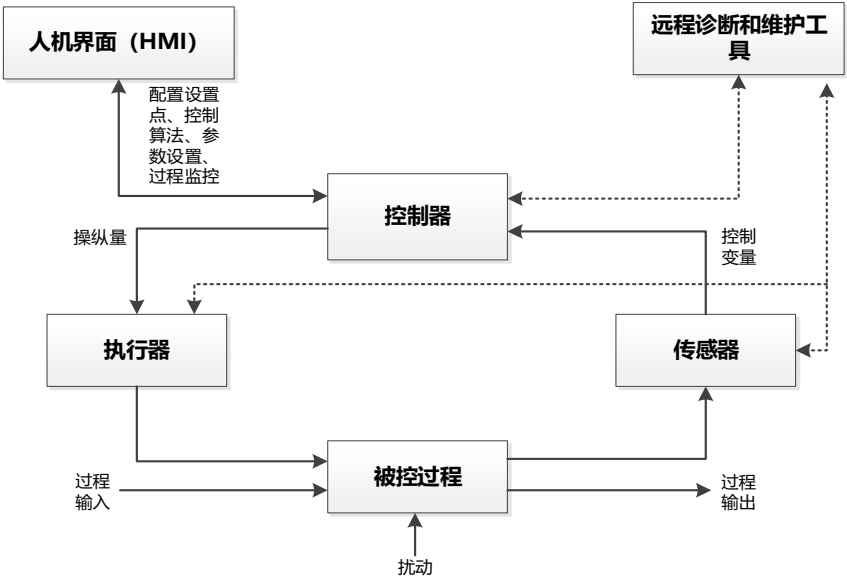 人机界面（HMI）
远程诊断和维护工
具
配置设置
点、控制
算法、参
数设置、
过程监控
控制器
操纵量
控制
变量
执行器
传感器
被控过程
过程
输入
过程
输出
扰动